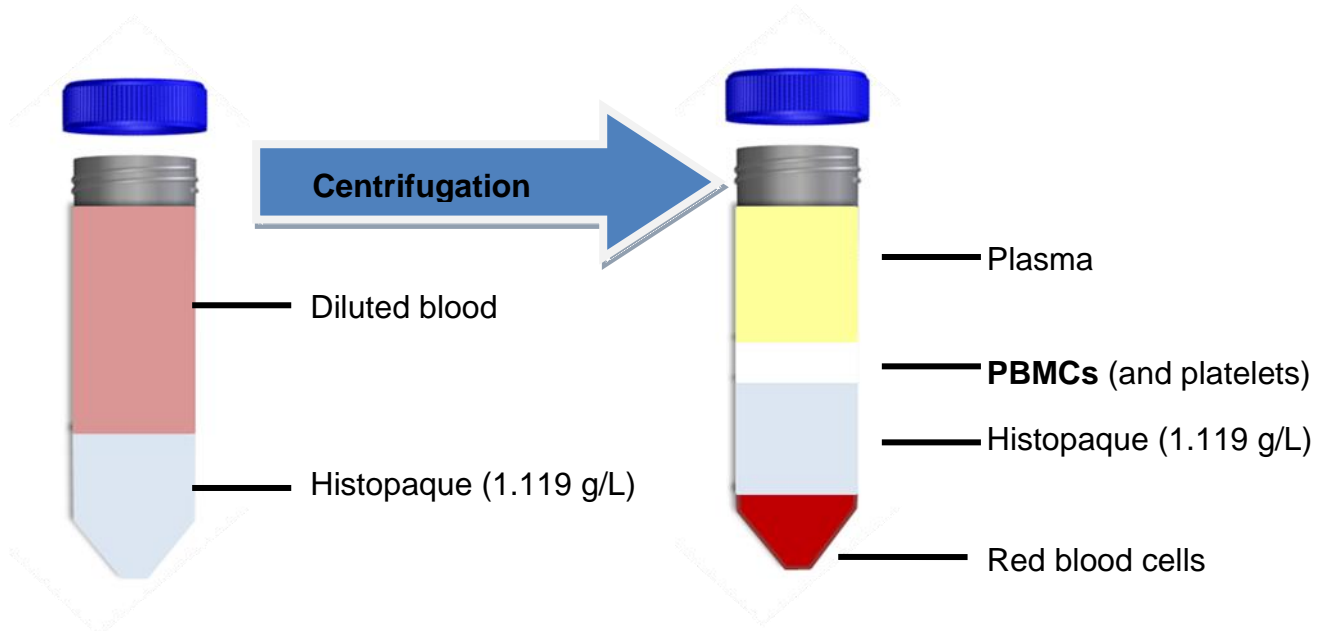 Centrifugation
Diluted blood
Histopaque (1.119 g/L)
Plasma
PBMCs (and platelets)
Histopaque (1.119 g/L)
Red blood cells